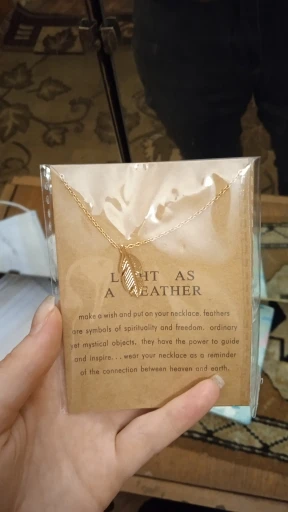 LIGHT AS
A FEATHER
make a wish and put on your necklace. feathers
are symbols of spirituality and freedom. ordinary
yet mystical objects. they have the power to guide
and inspire... wear your necklace as a reminder
of the connection between heaven and earth.